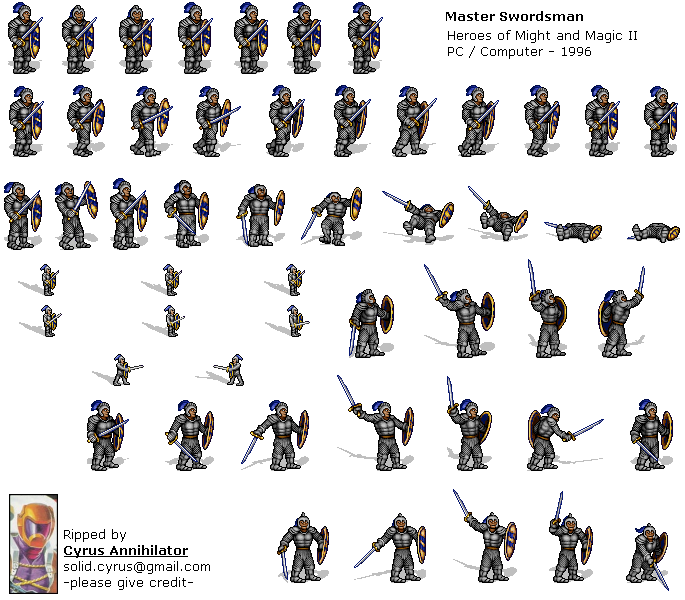 Master Swordsman
Heroes of Might and Magic II
PC / Computer - 1996
Ripped by
Cyrus Annihilator
solid.cyrus@gmail.com
-please give credit-